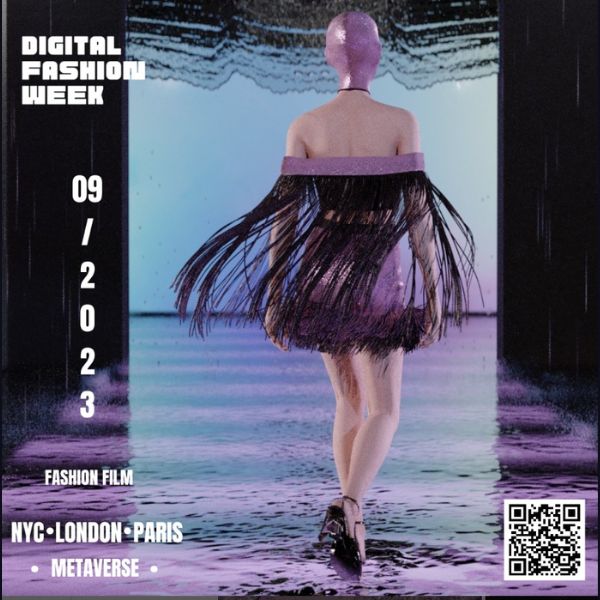 DIGITAL
FASHION
WEEK
09
/
2
0
2
3
FASHION FILM
NYC•LONDON•PARIS
• METAVERSE •